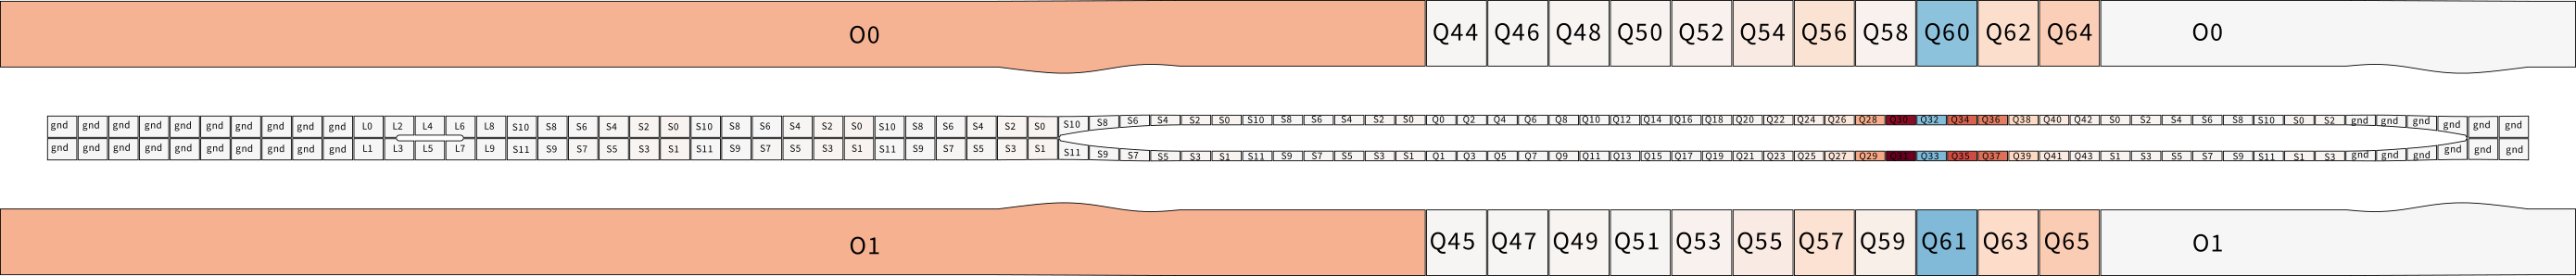 O0 Q44 Q46 Q48 Q50 Q52 Q54 Q56 Q58 Q60 Q62 Q64 O0
gnd gnd gnd gnd gnd gnd gnd gnd gnd gnd L0 L2 L4 L6 L8 S10 S8 S6 S4 S2 S0 S10 S8 S6 S4 S2 S0 S10 S8 S6 S4 S2 S0 S10 S8 S6 S4 S2 S0 S10 S8 S6 S4 S2 S0 Q0 Q2 Q4 Q6 Q8 Q10 Q12 Q14 Q16 Q18 Q20 Q22 Q24 Q26 Q28 Q30 Q32 Q34 Q36 Q38 Q40 Q42 S0 S2 S4 S6 S8 S10 S0 S2 gnd gnd gnd gnd gnd gnd
gnd gnd gnd gnd gnd gnd gnd gnd gnd gnd L1 L3 L5 L7 L9 S11 S9 S7 S5 S3 S1 S11 S9 S7 S5 S3 S1 S11 S9 S7 S5 S3 S1 S11 S9 S7 S5 S3 S1 S11 S9 S7 S5 S3 S1 Q1 Q3 Q5 Q7 Q9 Q11 Q13 Q15 Q17 Q19 Q21 Q23 Q25 Q27 Q29 Q31 Q33 Q35 Q37 Q39 Q41 Q43 S1 S3 S5 S7 S9 S11 S1 S3 gnd gnd gnd gnd gnd gnd
O1 Q45 Q47 Q49 Q51 Q53 Q55 Q57 Q59 Q61 Q63 Q65 O1